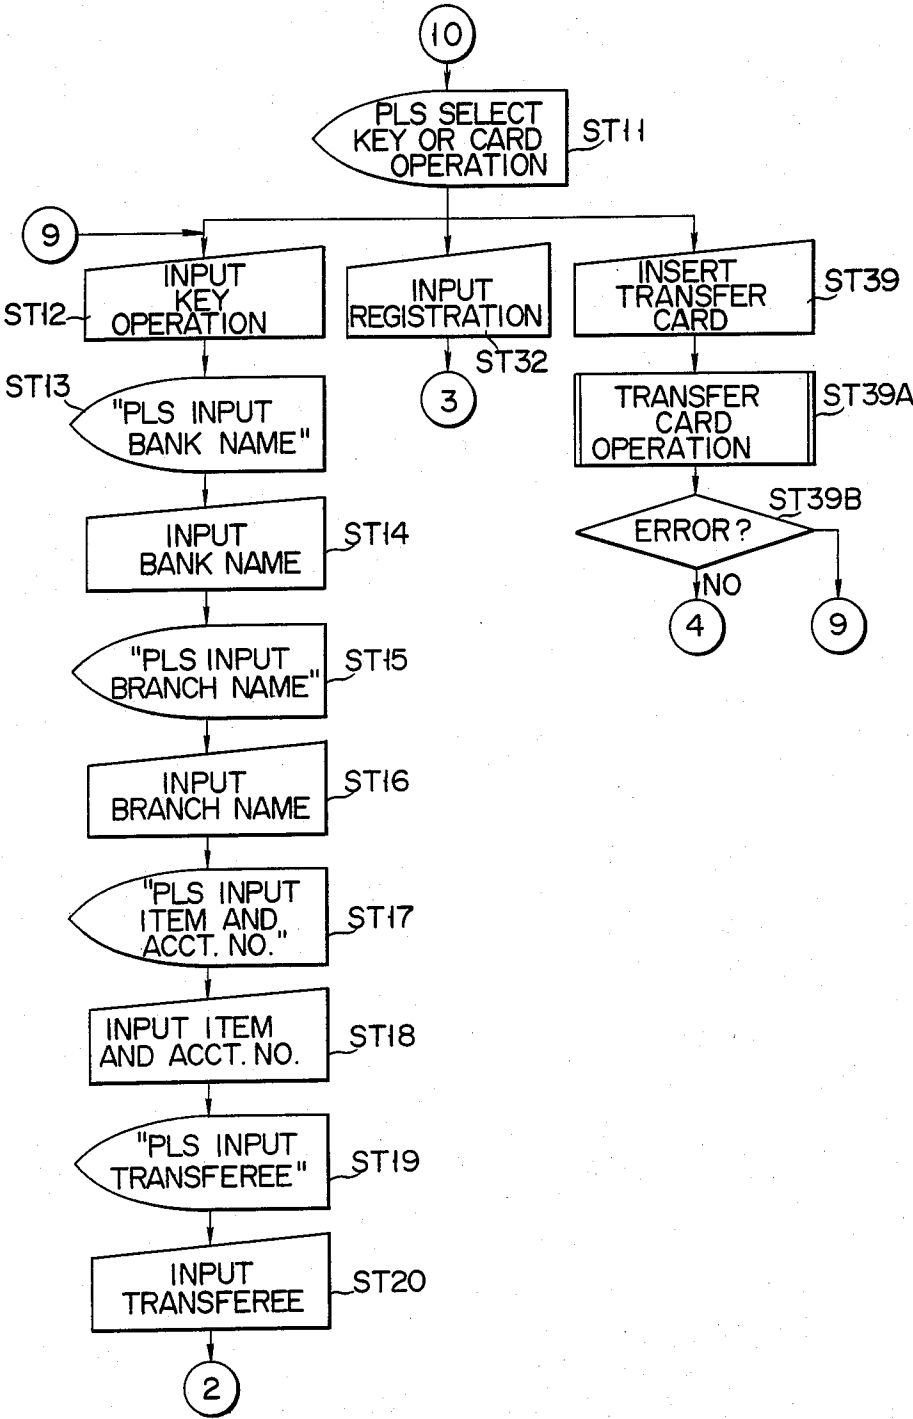 10
PLS SELECT
KEY OR CARD
OPERATION
ST11
9
INPUT
KEY
OPERATION
ST12
INPUT
REGISTRATION
ST32
3
INSERT
TRANSFER
CARD
ST39
TRANSFER
CARD
OPERATION
ST39A
ERROR?
ST39B
NO
4
9
ST13
"PLS INPUT
BANK NAME"
INPUT
BANK NAME
ST14
"PLS INPUT
BRANCH NAME"
ST15
INPUT
BRANCH NAME
ST16
"PLS INPUT
ITEM AND
ACCT. NO."
ST17
INPUT ITEM
AND ACCT. NO.
ST18
"PLS INPUT
TRANSFEREE"
ST19
INPUT
TRANSFEREE
ST20
2